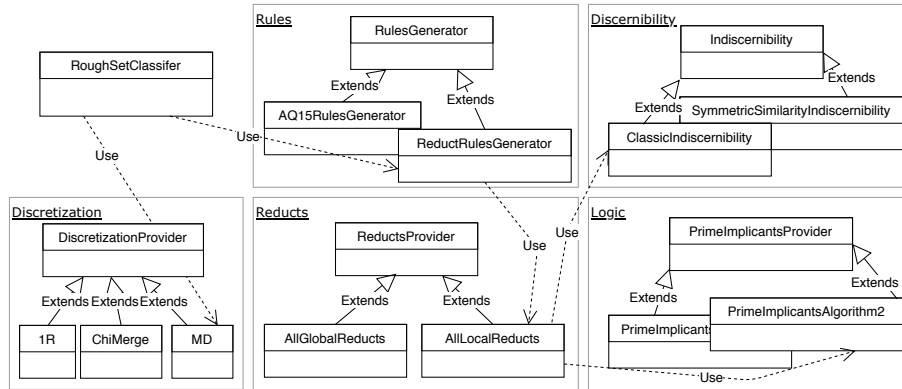 Rules
Discernibility
RulesGenerator
Indiscernibility
RoughSetClassifer
Extends
Extends
Extends
Extends
AQ15RulesGenerator
SymmetricSimilarityIndiscernibility
ReductRulesGenerator
ClassicIndiscernibility
Use
Use
Discretization
Reducts
Logic
Use
Use
DiscretizationProvider
ReductsProvider
PrimeImplicantsProvider
Extends
Extends
Extends
Extends
Extends
Extends
Extends
1R
ChiMerge
MD
AllGlobalReducts
AllLocalReducts
PrimeImplicants
PrimeImplicantsAlgorithm2
Use